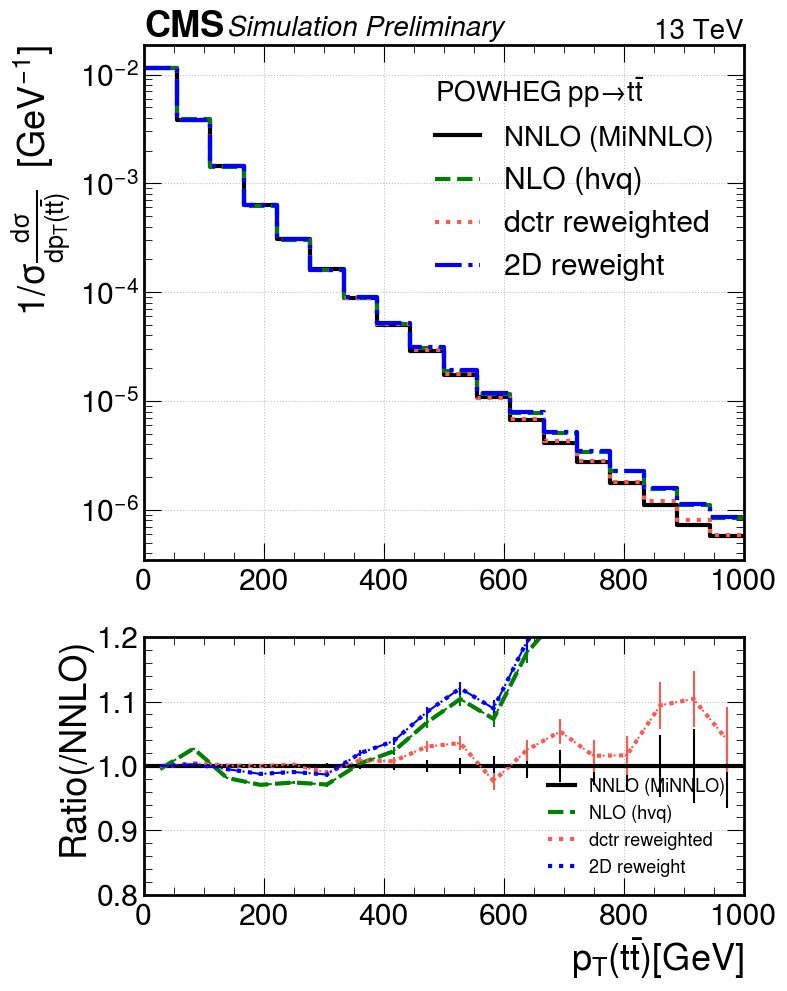 CMS Simulation Preliminary 13 TeV
1/σ dσ/dp_T(tt̄) [GeV⁻¹]
10⁻²
10⁻³
10⁻⁴
10⁻⁵
10⁻⁶
POWHEG pp→tt̄
NNLO (MiNNLO)
NLO (hvq)
dctr reweighted
2D reweight
0 200 400 600 800 1000
Ratio(/NNLO)
1.2
1.1
1.0
0.9
0.8
NNLO (MiNNLO)
NLO (hvq)
dctr reweighted
2D reweight
0 200 400 600 800 1000
p_T(tt̄)[GeV]